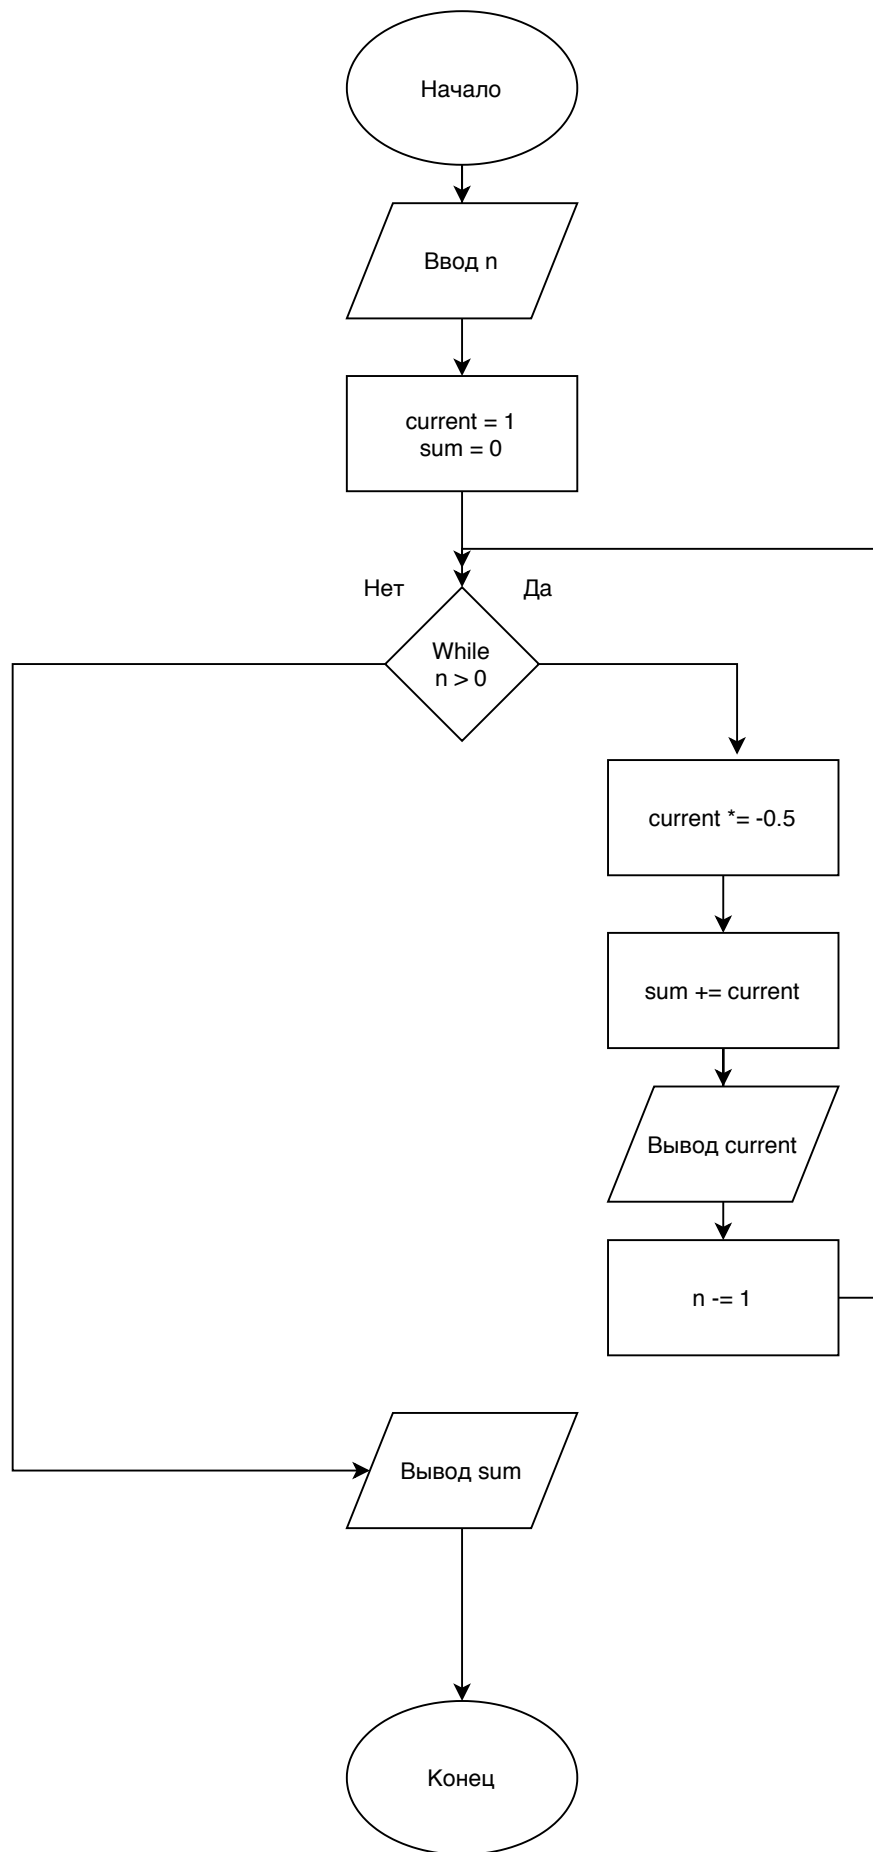 Начало
Ввод n
current = 1
sum = 0
Нет
Да
While
n > 0
current *= -0.5
sum += current
Вывод current
n -= 1
Вывод sum
Конец